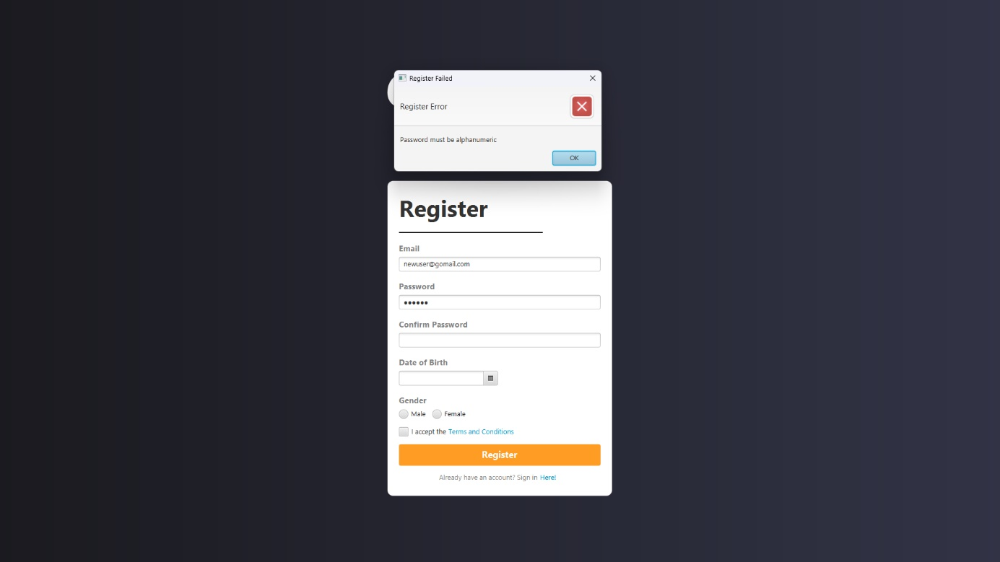 Register Failed
Register Error
Password must be alphanumeric
OK
Register
Email
newuser@gomail.com
Password
••••••
Confirm Password
Date of Birth
Gender
Male Female
I accept the Terms and Conditions
Register
Already have an account? Sign in Here!